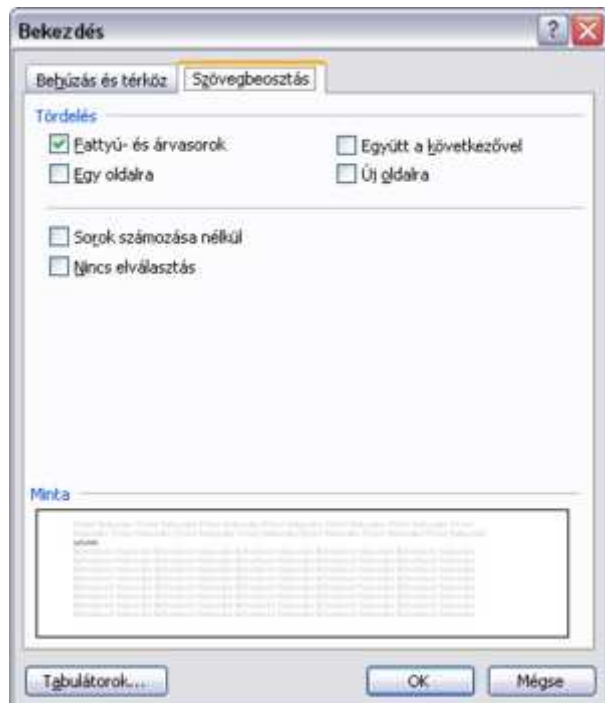 Bekezdés
Behúzás és térköz Szövegbeosztás
Tördelés
Fattyú- és árvasorok Együtt a következővel
Egy oldalra Új oldalra
Sorok számozása nélkül
Nincs elválasztás
Minta
Tabulátorok... OK Mégse